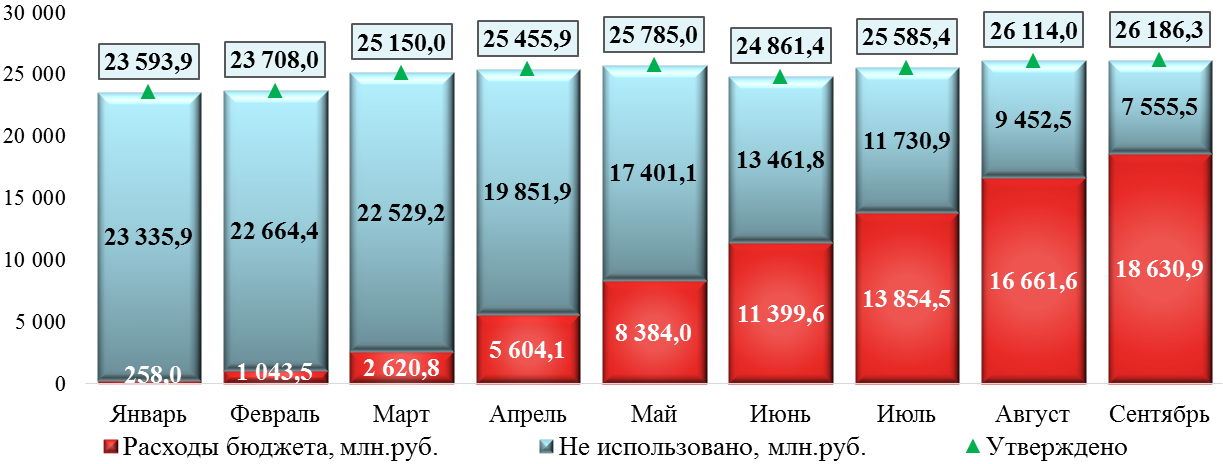 30 000
25 000
20 000
15 000
10 000
5 000
0
23 593,9
23 708,0
25 150,0
25 455,9
25 785,0
24 861,4
25 585,4
26 114,0
26 186,3
23 335,9
22 664,4
22 529,2
19 851,9
17 401,1
13 461,8
11 730,9
9 452,5
7 555,5
258,0
1 043,5
2 620,8
5 604,1
8 384,0
11 399,6
13 854,5
16 661,6
18 630,9
Январь
Февраль
Март
Апрель
Май
Июнь
Июль
Август
Сентябрь
Расходы бюджета, млн.руб.
Не использовано, млн.руб.
Утверждено